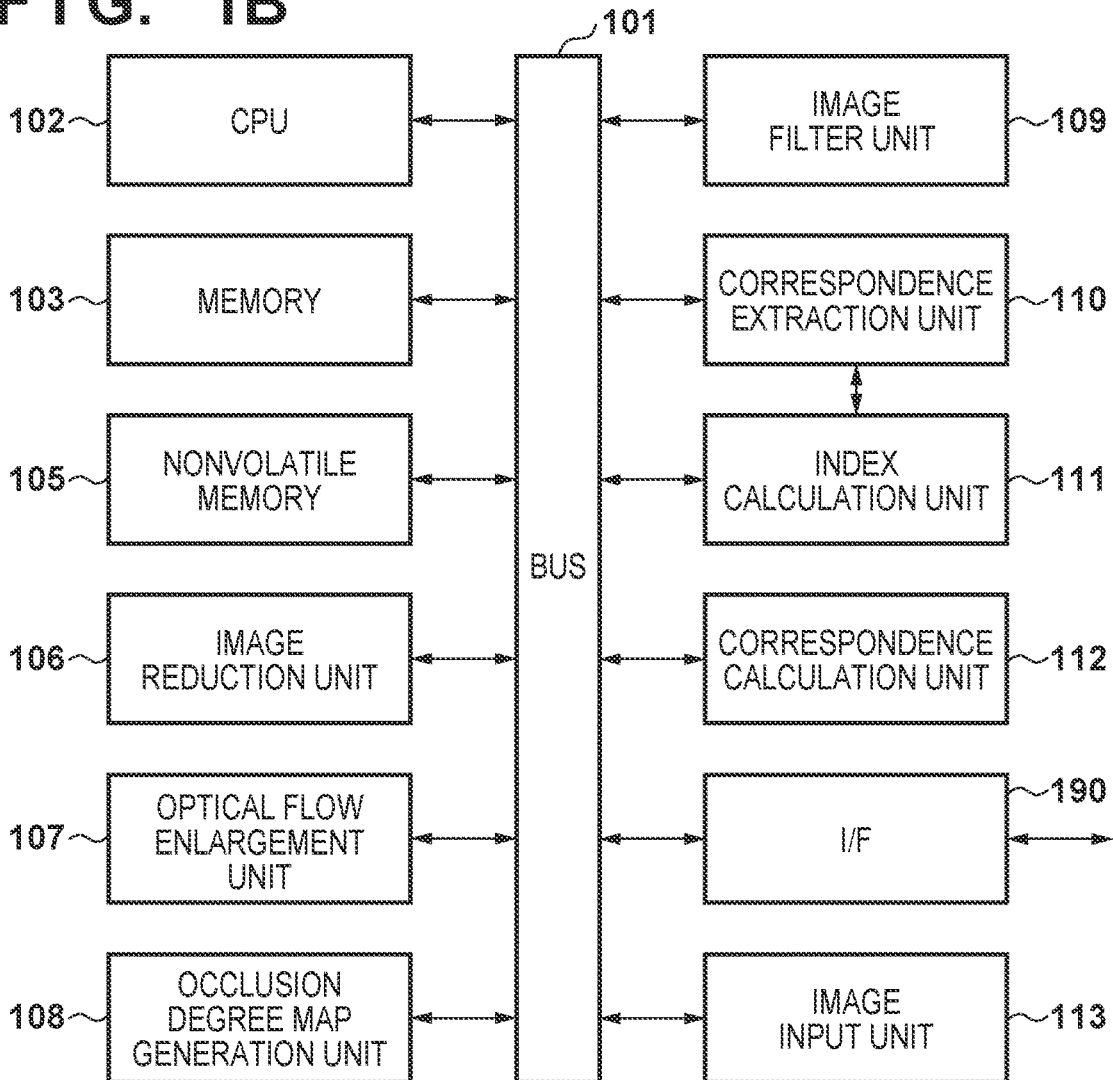 FIG. 1B
101
102
CPU
103
MEMORY
105
NONVOLATILE
MEMORY
106
IMAGE
REDUCTION UNIT
107
OPTICAL FLOW
ENLARGEMENT
UNIT
108
OCCLUSION
DEGREE MAP
GENERATION UNIT
BUS
IMAGE
FILTER UNIT
109
CORRESPONDENCE
EXTRACTION UNIT
110
INDEX
CALCULATION UNIT
111
CORRESPONDENCE
CALCULATION UNIT
112
I/F
190
IMAGE
INPUT UNIT
113